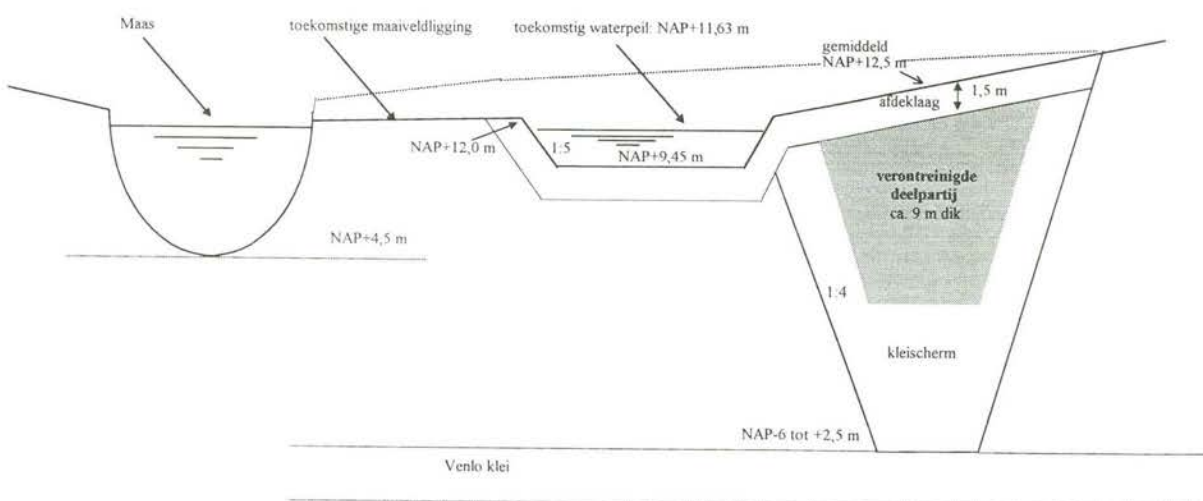 Maas
toekomstige maaiveldligging
toekomstig waterpeil: NAP+11,63 m
gemiddeld
NAP+12,5 m
afdeklaag
1,5 m
NAP+12,0 m
1:5
NAP+9,45 m
verontreinigde
deelpartij
ca. 9 m dik
NAP+4,5 m
1:4
kleischerm
NAP-6 tot +2,5 m
Venlo klei